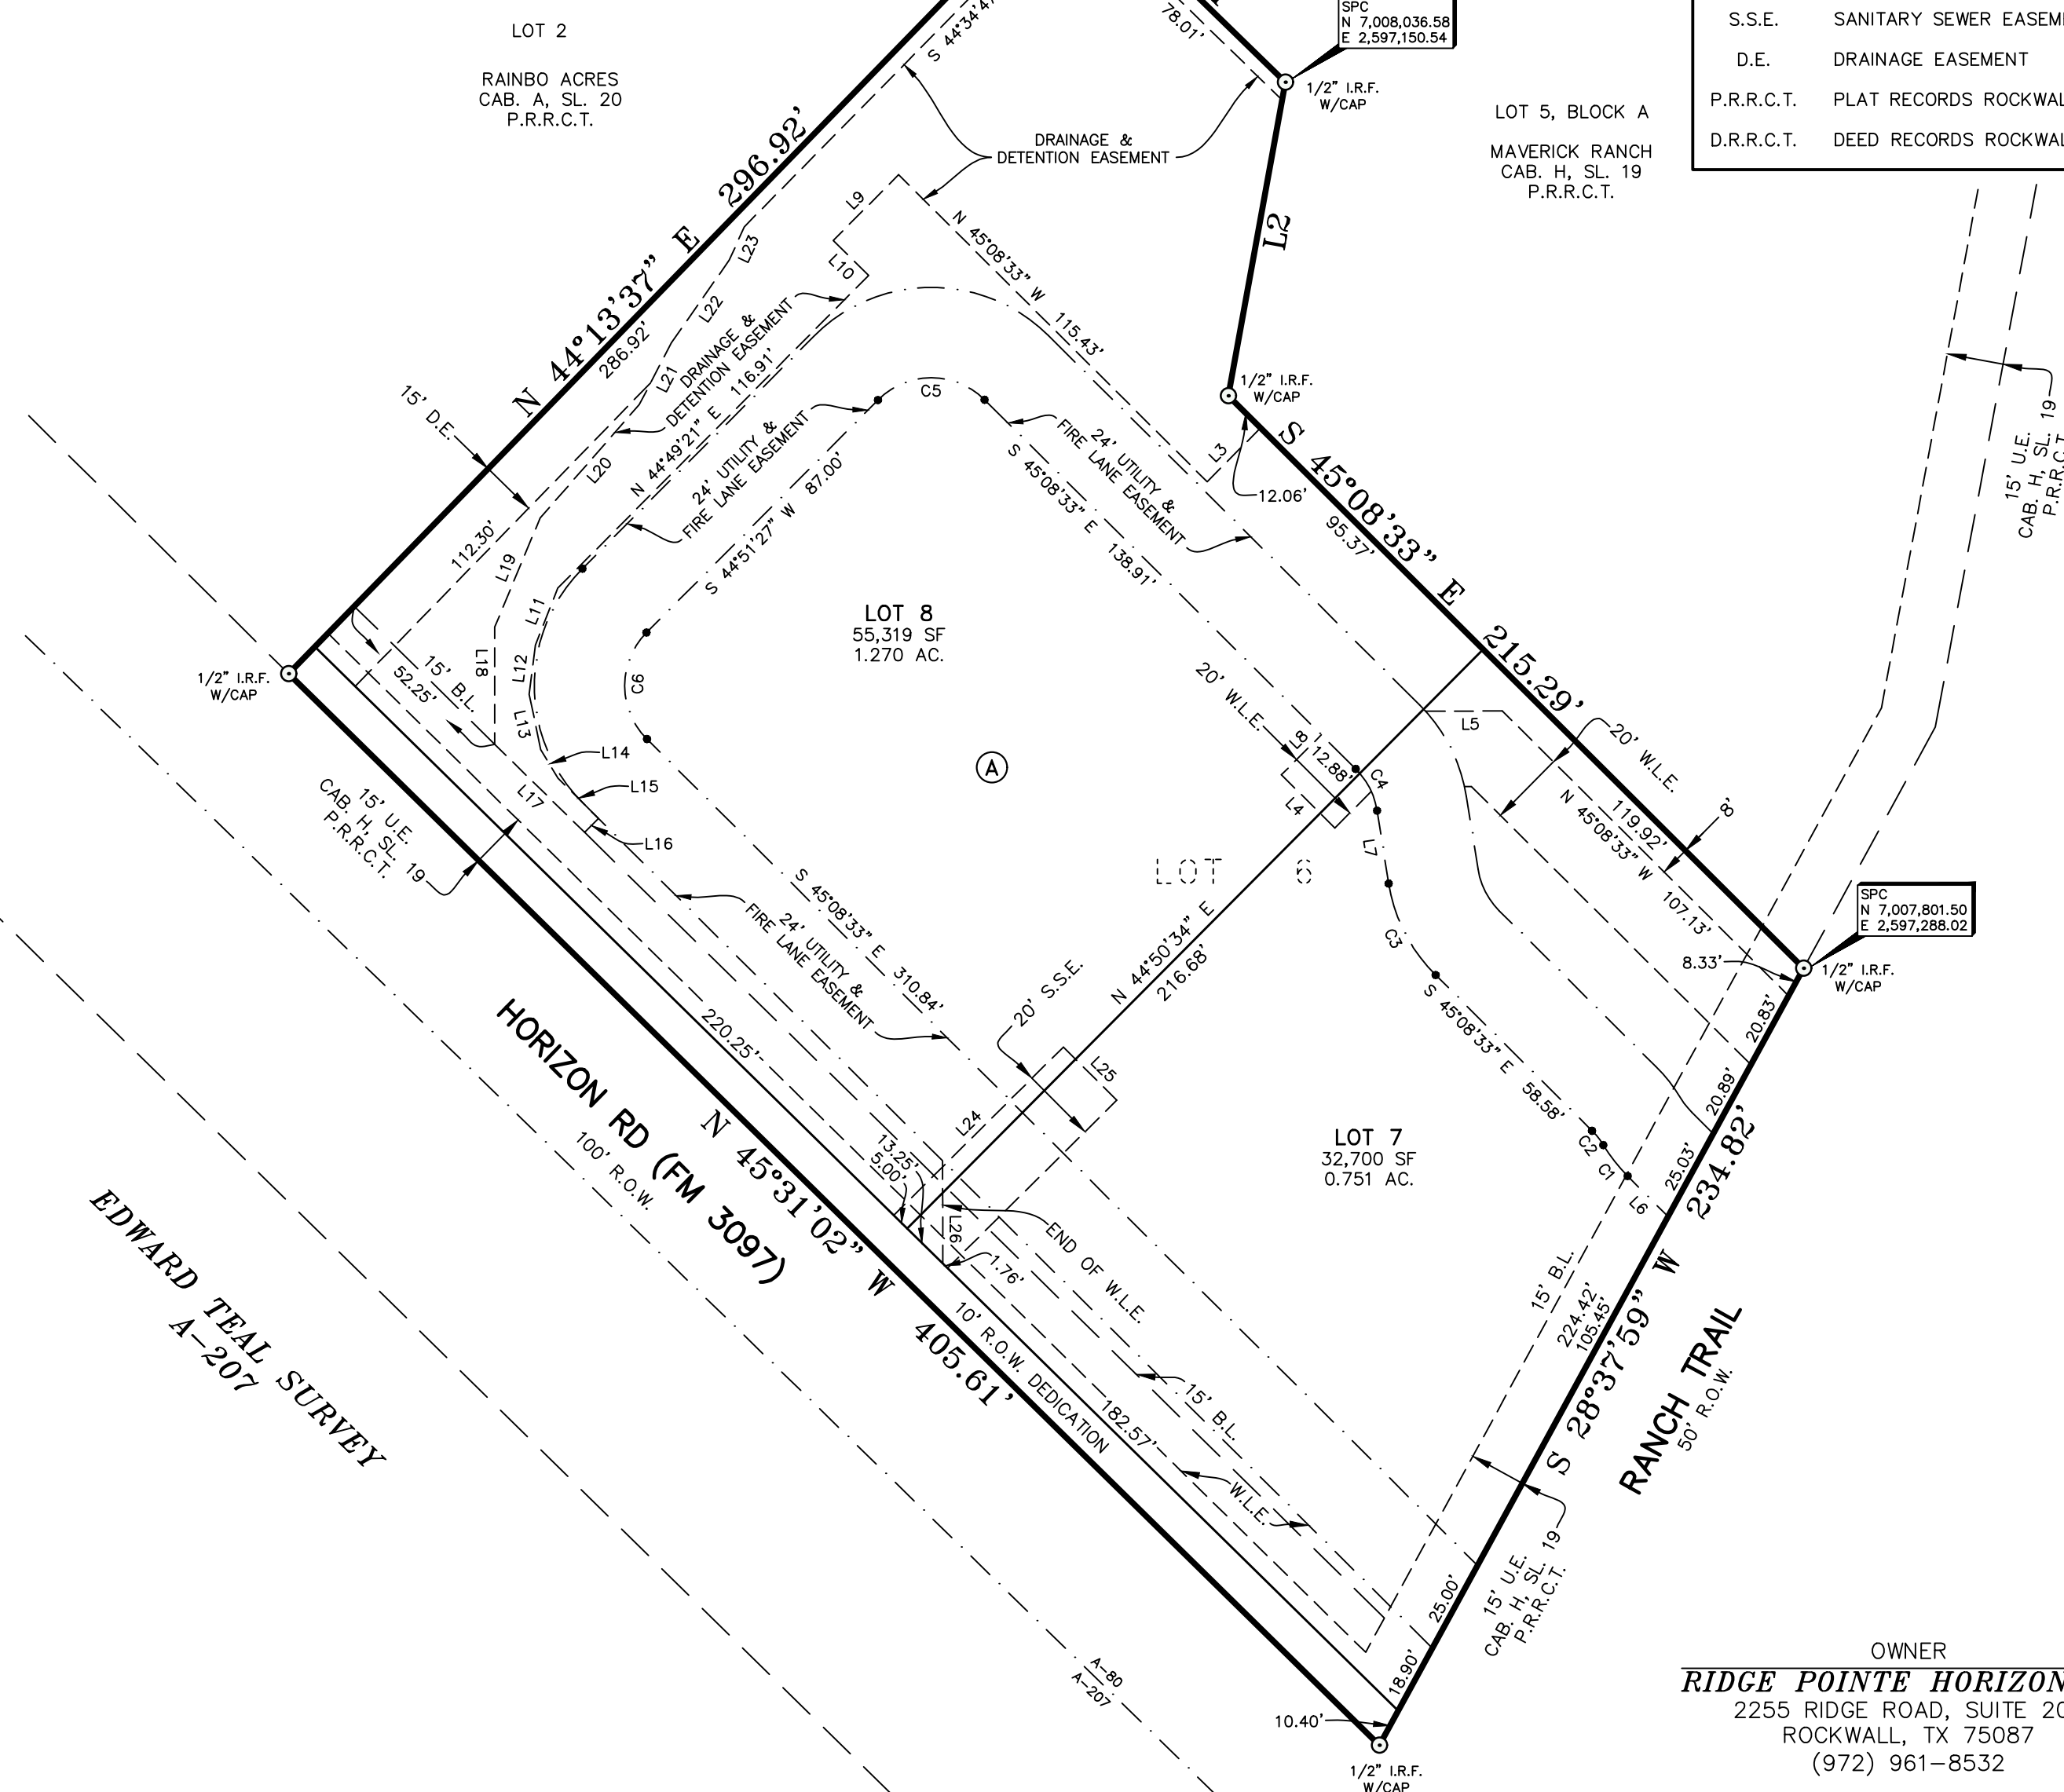 LOT 2
RAINBO ACRES
CAB. A, SL. 20
P.R.R.C.T.
S 44°34'47
78.01'
SPC
N 7,008,036.58
E 2,597,150.54
1/2" I.R.F.
W/CAP
S.S.E. SANITARY SEWER
D.E. DRAINAGE EASEMENT
P.R.R.C.T. PLAT RECORDS
D.R.R.C.T. DEED RECORDS
LOT 5, BLOCK A
MAVERICK RANCH
CAB. H, SL. 19
P.R.R.C.T.
DRAINAGE &
DETENTION EASEMENT
N 44°13'37" E 296.92'
286.92'
L9
L10
L23
L22
L21
L20
L19
L18
N 45°08'33" W 115.43'
L2
DRAINAGE &
DETENTION EASEMENT
N 44°49'21" E 116.91'
24' UTILITY &
FIRE LANE EASEMENT
S 44°51'27" W 87.00'
C5
24' UTILITY &
FIRE LANE EASEMENT
S 45°08'33" E 138.91'
1/2" I.R.F.
W/CAP
L3
12.06'
S 45°08'33" E 215.29'
95.37'
15' D.E.
112.30'
L11
L12
L13
C6
LOT 8
55,319 SF
1.270 AC.
A
1/2" I.R.F.
W/CAP
15' B.L.
52.25'
L14
L15
L16
L17
15' U.E.
CAB. H, SL. 19
P.R.R.C.T.
15' U.E.
CAB. H, SL. 19
P.R.R.C.T.
20' W.L.E.
L8
12.88'
L4
C4
L5
L7
C3
20' W.L.E.
119.92'
N 45°08'33" W 107.13'
8'
LOT 6
S 45°08'33" E 310.84'
24' UTILITY &
FIRE LANE EASEMENT
N 44°50'34" E
216.68'
20' S.S.E.
SPC
N 7,007,801.50
E 2,597,288.02
8.33'
1/2" I.R.F.
W/CAP
20.83'
20.89'
25.03'
S 45°08'33" E 58.58'
C2
C1
L6
220.25'
HORIZON RD (FM 3097)
100' R.O.W.
N 45°31'02" W 405.61'
L24
L25
13.25'
5.00'
L26
1.76'
END OF W.L.E.
LOT 7
32,700 SF
0.751 AC.
S 28°37'59" W 234.82'
224.42'
105.45'
15' B.L.
RANCH TRAIL
50' R.O.W.
EDWARD TEAL SURVEY
A-207
10' R.O.W. DEDICATION
182.57'
15' B.L.
W.L.E.
15' U.E.
CAB. H, SL. 19
P.R.R.C.T.
25.00'
18.90'
10.40'
A-80
A-207
1/2" I.R.F.
W/CAP
OWNER
RIDGE POINTE HORIZON
2255 RIDGE ROAD, SUITE
ROCKWALL, TX 75087
(972) 961-8532